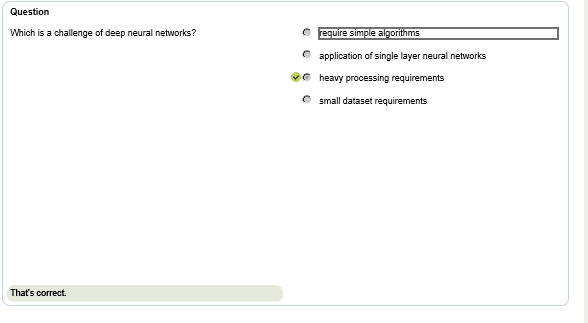 Question
Which is a challenge of deep neural networks?
require simple algorithms
application of single layer neural networks
heavy processing requirements
small dataset requirements
That's correct.